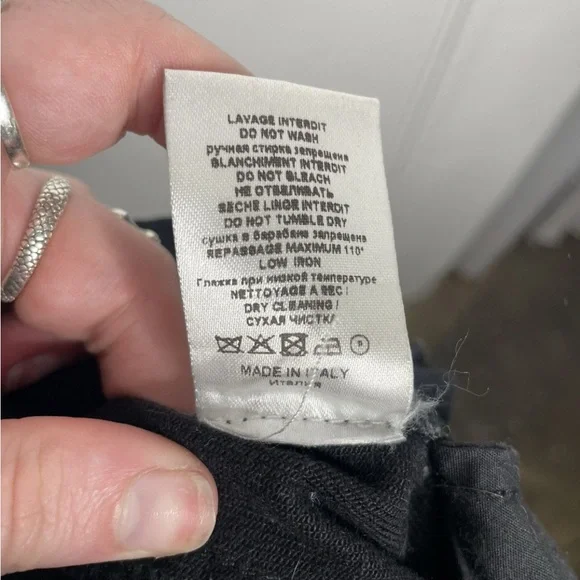 LAVAGE INTERDIT
DO NOT WASH
ручная стирка запрещена
BLANCHIMENT INTERDIT
DO NOT BLEACH
НЕ ОТБЕЛИВАТЬ
SECHE LINGE INTERDIT
DO NOT TUMBLE DRY
сушка в барабане запрещена
REPASSAGE MAXIMUM 110°
LOW IRON
Глажка при низкой температуре
NETTOYAGE A SEC /
DRY CLEANING /
СУХАЯ ЧИСТК/
P
MADE IN ITALY
Италия